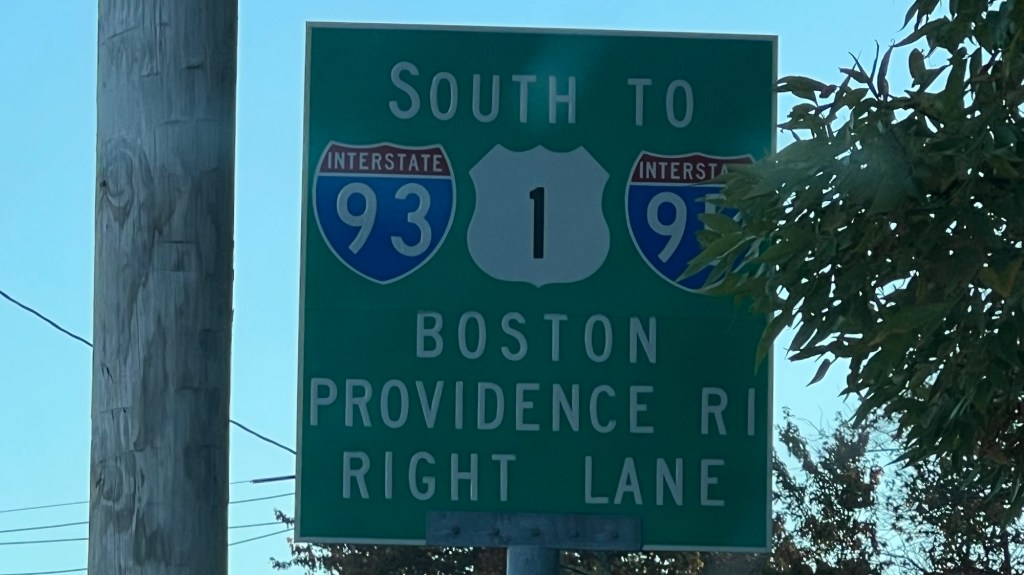 SOUTH TO
INTERSTATE 93
1
BOSTON
PROVIDENCE RI
RIGHT LANE